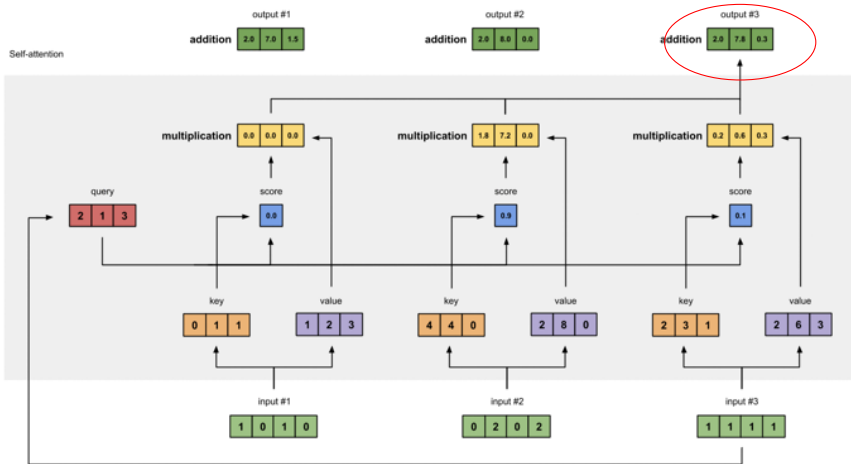 output #1 output #2 output #3
addition 2.0 7.0 1.5 addition 2.0 8.0 0.0 addition 2.0 7.8 0.3
Self-attention
multiplication 0.0 0.0 0.0 multiplication 1.8 7.2 0.0 multiplication 0.2 0.6 0.3
query score score score
2 1 3 0.0 0.9 0.1
key value key value key value
0 1 1 1 2 3 4 4 0 2 8 0 2 3 1 2 6 3
input #1 input #2 input #3
1 0 1 0 0 2 0 2 1 1 1 1